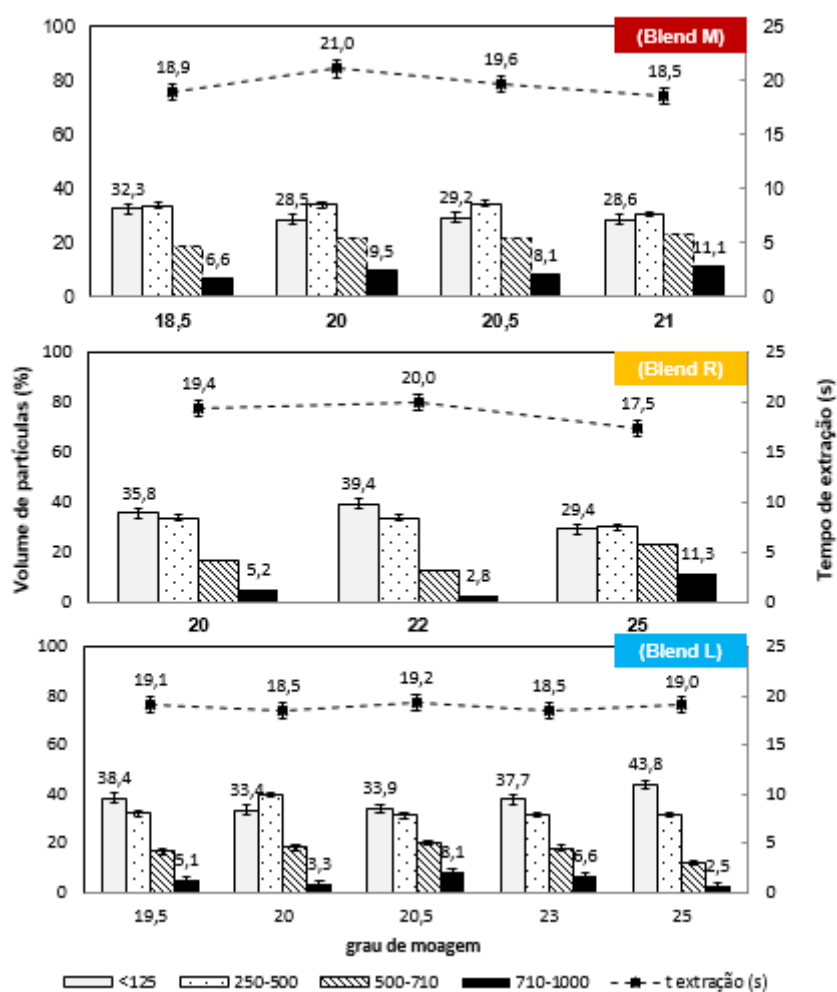 (Blend M)
100 80 60 40 20 0
25 20 15 10 5 0
18,9 21,0 19,6 18,5
32,3 6,6 28,5 9,5 29,2 8,1 28,6 11,1
18,5 20 20,5 21
(Blend R)
100 80 60 40 20 0
25 20 15 10 5 0
19,4 20,0 17,5
35,8 5,2 39,4 2,8 29,4 11,3
20 22 25
Volume de partículas (%)
Tempo de extração (s)
(Blend L)
100 80 60 40 20 0
25 20 15 10 5 0
19,1 18,5 19,2 18,5 19,0
38,4 5,1 33,4 3,3 33,9 8,1 37,7 6,6 43,8 2,5
19,5 20 20,5 23 25
grau de moagem
<125 250-500 500-710 710-1000 t extração (s)